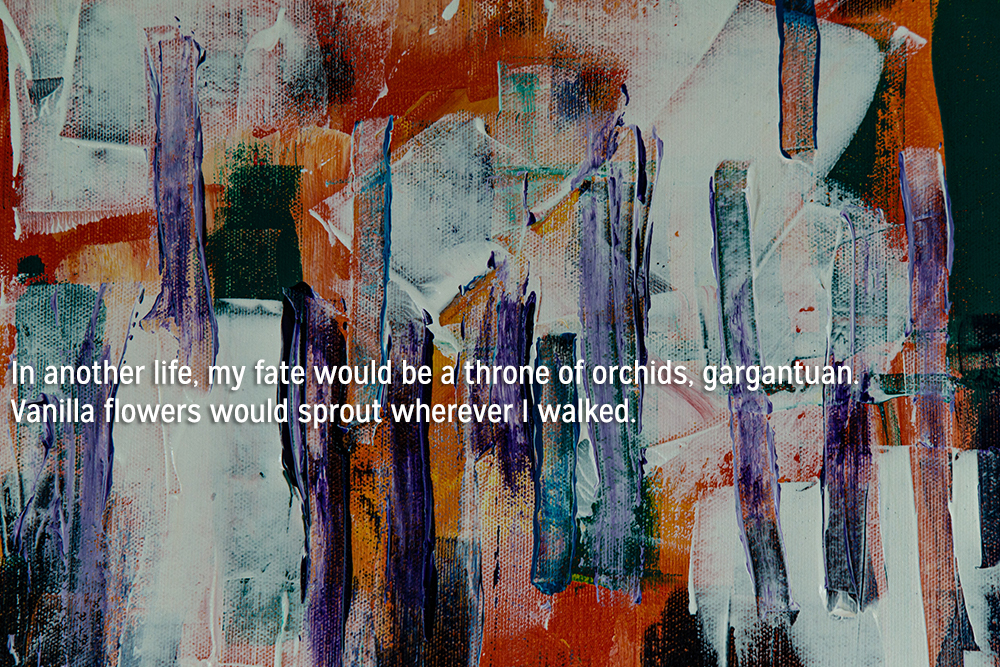 In another life, my fate would be a throne of orchids, gargantuan.
Vanilla flowers would sprout wherever I walked.